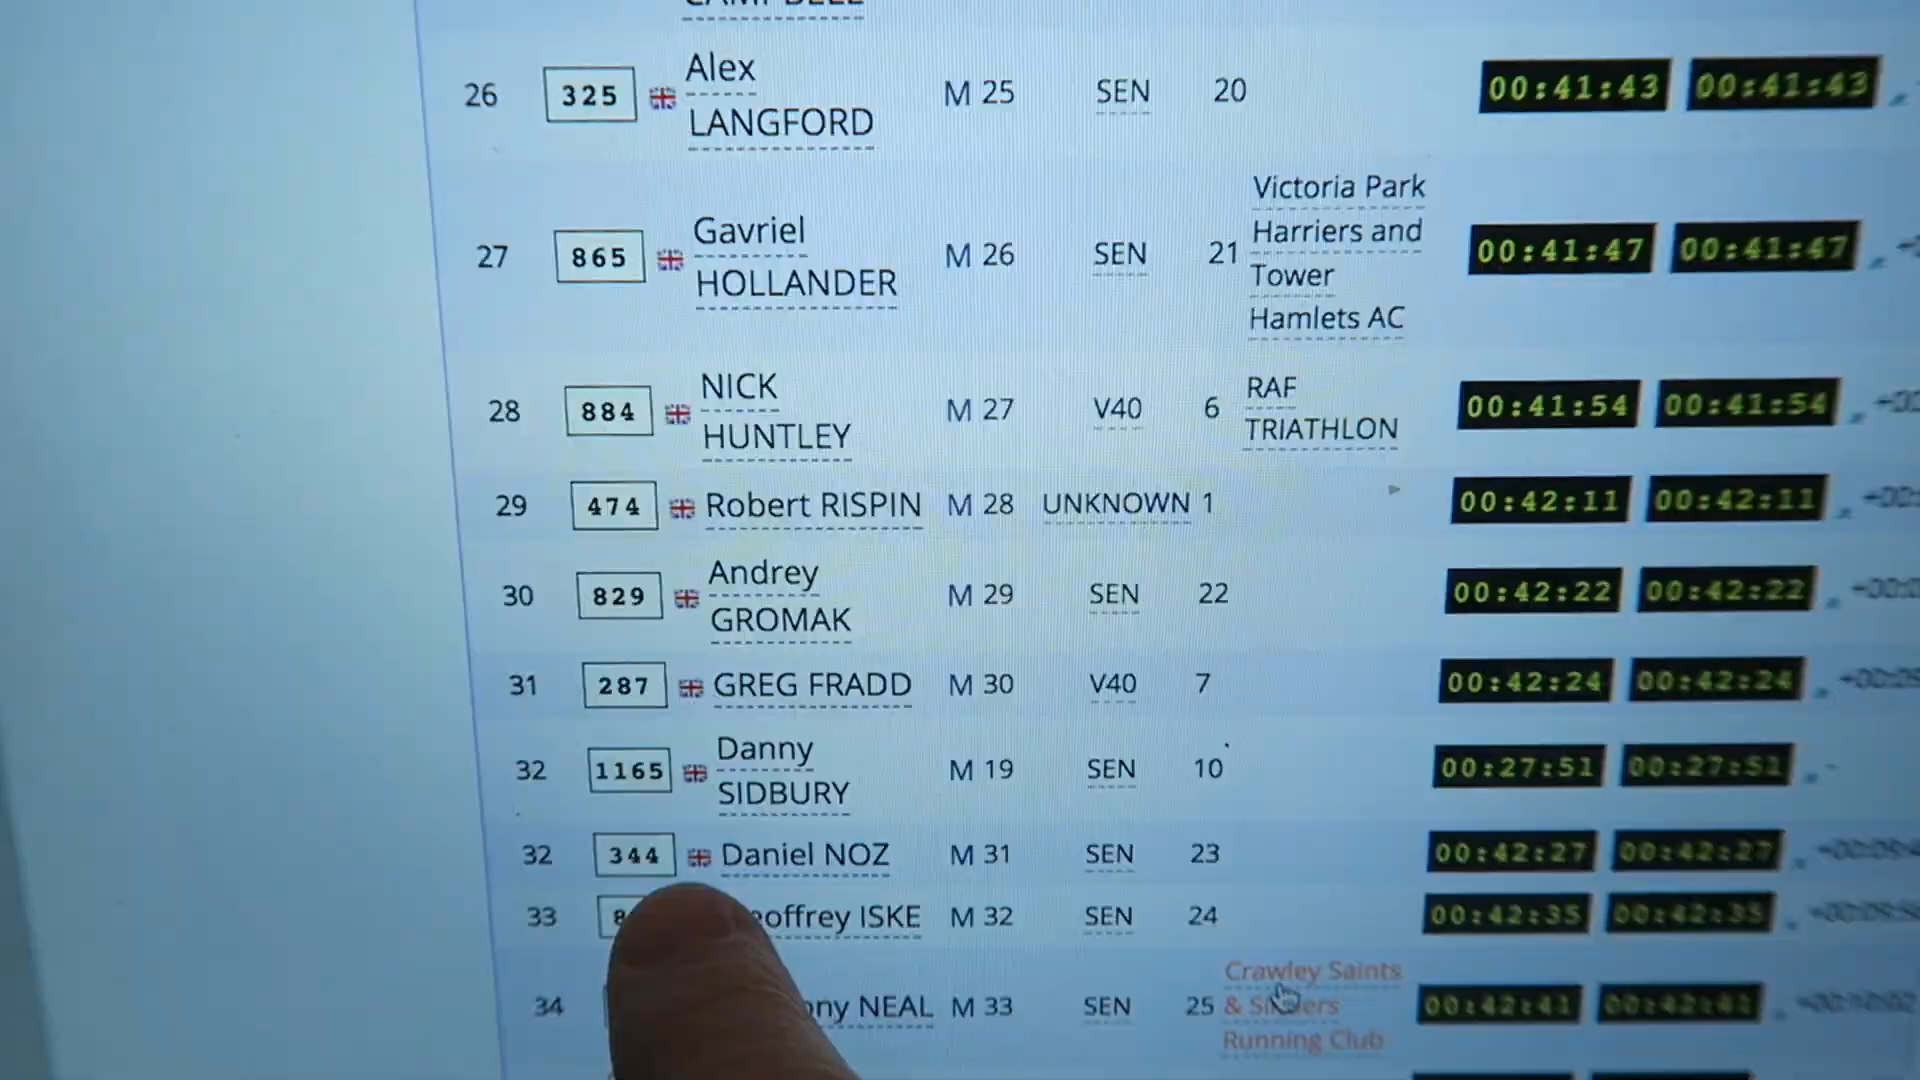 CAMPBELL
Alex
26 325 LANGFORD M 25 SEN 20 00:41:43 00:41:43
Victoria Park
Gavriel
Harriers and
27 865 HOLLANDER M 26 SEN 21 00:41:47 00:41:47
Tower
Hamlets AC
NICK RAF
28 884 HUNTLEY M 27 V40 6 TRIATHLON 00:41:54 00:41:54
29 474 Robert RISPIN M 28 UNKNOWN 1 00:42:11 00:42:11
Andrey
30 829 GROMAK M 29 SEN 22 00:42:22 00:42:22
31 287 GREG FRADD M 30 V40 7 00:42:24 00:42:24
Danny
32 1165 SIDBURY M 19 SEN 10 00:27:51 00:27:51
32 344 Daniel NOZ M 31 SEN 23 00:42:27 00:42:27
33 ISKE M 32 SEN 24 00:42:35 00:42:35
Crawley Saints
34 NEAL M 33 SEN 25 & 00:42:41 00:42:41
Running Club